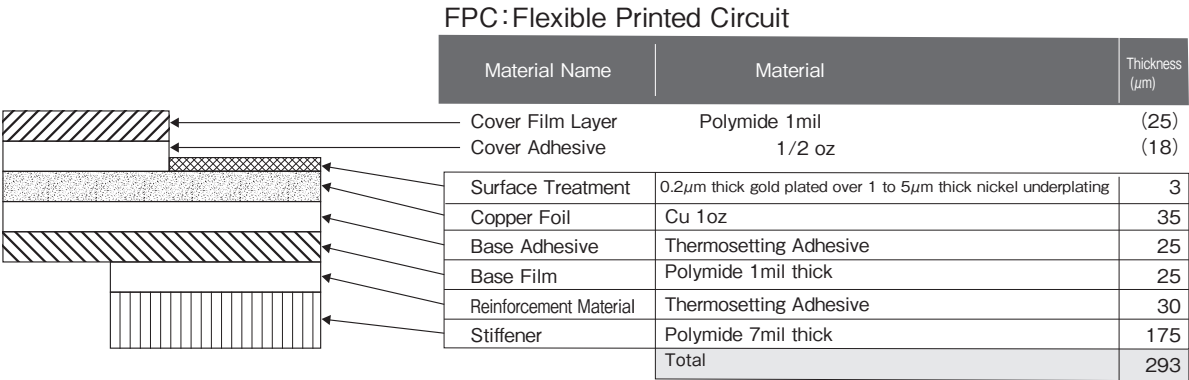 FPC:Flexible Printed Circuit
Material Name Material Thickness (μm)
Cover Film Layer Polymide 1mil (25)
Cover Adhesive 1/2 oz (18)
Surface Treatment 0.2μm thick gold plated over 1 to 5μm thick nickel underplating 3
Copper Foil Cu 1oz 35
Base Adhesive Thermosetting Adhesive 25
Base Film Polymide 1mil thick 25
Reinforcement Material Thermosetting Adhesive 30
Stiffener Polymide 7mil thick 175
Total 293